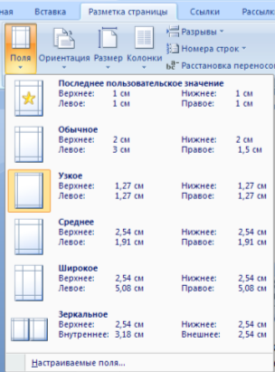 ная Вставка Разметка страницы Ссылки Рассылк
Поля Ориентация Размер Колонки
Разрывы
Номера строк
Расстановка переносо
Последнее пользовательское значение
Верхнее: 1 см Нижнее: 1 см
Левое: 1 см Правое: 1 см
Обычное
Верхнее: 2 см Нижнее: 2 см
Левое: 3 см Правое: 1,5 см
Узкое
Верхнее: 1,27 см Нижнее: 1,27 см
Левое: 1,27 см Правое: 1,27 см
Среднее
Верхнее: 2,54 см Нижнее: 2,54 см
Левое: 1,91 см Правое: 1,91 см
Широкое
Верхнее: 2,54 см Нижнее: 2,54 см
Левое: 5,08 см Правое: 5,08 см
Зеркальное
Верхнее: 2,54 см Нижнее: 2,54 см
Внутреннее: 3,18 см Внешнее: 2,54 см
Настраиваемые поля...